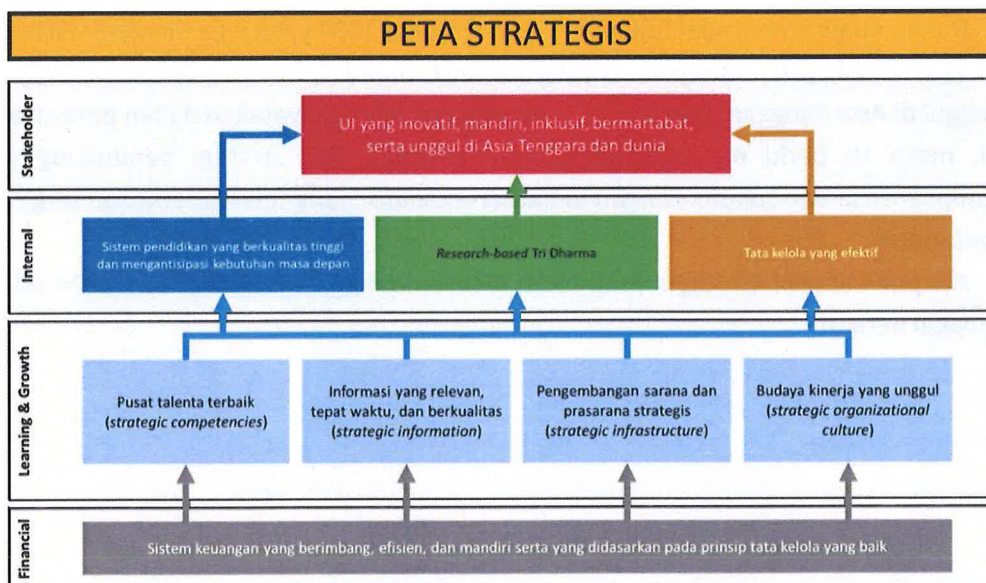 PETA STRATEGIS
Stakeholder
UI yang inovatif, mandiri, inklusif, bermartabat,
serta unggul di Asia Tenggara dan dunia
Internal
Sistem pendidikan yang berkualitas tinggi
dan mengantisipasi kebutuhan masa depan
Research-based Tri Dharma
Tata kelola yang efektif
Learning & Growth
Pusat talenta terbaik
(strategic competencies)
Informasi yang relevan,
tepat waktu, dan berkualitas
(strategic information)
Pengembangan sarana dan
prasarana strategis
(strategic infrastructure)
Budaya kinerja yang unggul
(strategic organizational
culture)
Financial
Sistem keuangan yang berimbang, efisien, dan mandiri serta yang didasarkan pada prinsip tata kelola yang baik